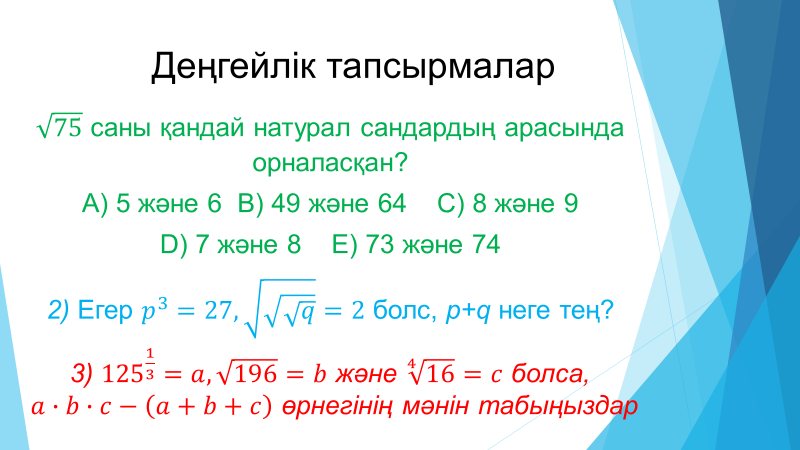 Деңгейлік тапсырмалар
√75 саны қандай натурал сандардың арасында
орналасқан?
A) 5 және 6 B) 49 және 64 C) 8 және 9
D) 7 және 8 E) 73 және 74
2) Егер p³ = 27, √(√(√q)) = 2 болс, p+q неге тең?
3) 125^(1/3) = a, √196 = b және ⁴√16 = c болса,
a · b · c − (a + b + c) өрнегінің мәнін табыңыздар